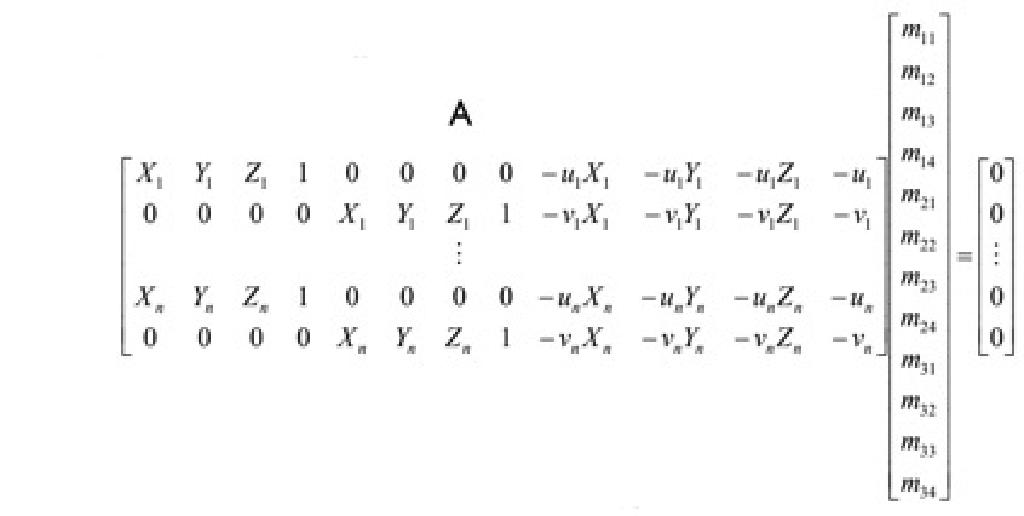 A
X₁ Y₁ Z₁ 1 0 0 0 0 −u₁X₁ −u₁Y₁ −u₁Z₁ −u₁
0 0 0 0 X₁ Y₁ Z₁ 1 −v₁X₁ −v₁Y₁ −v₁Z₁ −v₁
⋮
Xₙ Yₙ Zₙ 1 0 0 0 0 −uₙXₙ −uₙYₙ −uₙZₙ −uₙ
0 0 0 0 Xₙ Yₙ Zₙ 1 −vₙXₙ −vₙYₙ −vₙZₙ −vₙ
m₁₁
m₁₂
m₁₃
m₁₄
m₂₁
m₂₂
m₂₃
m₂₄
m₃₁
m₃₂
m₃₃
m₃₄
=
0
0
⋮
0
0